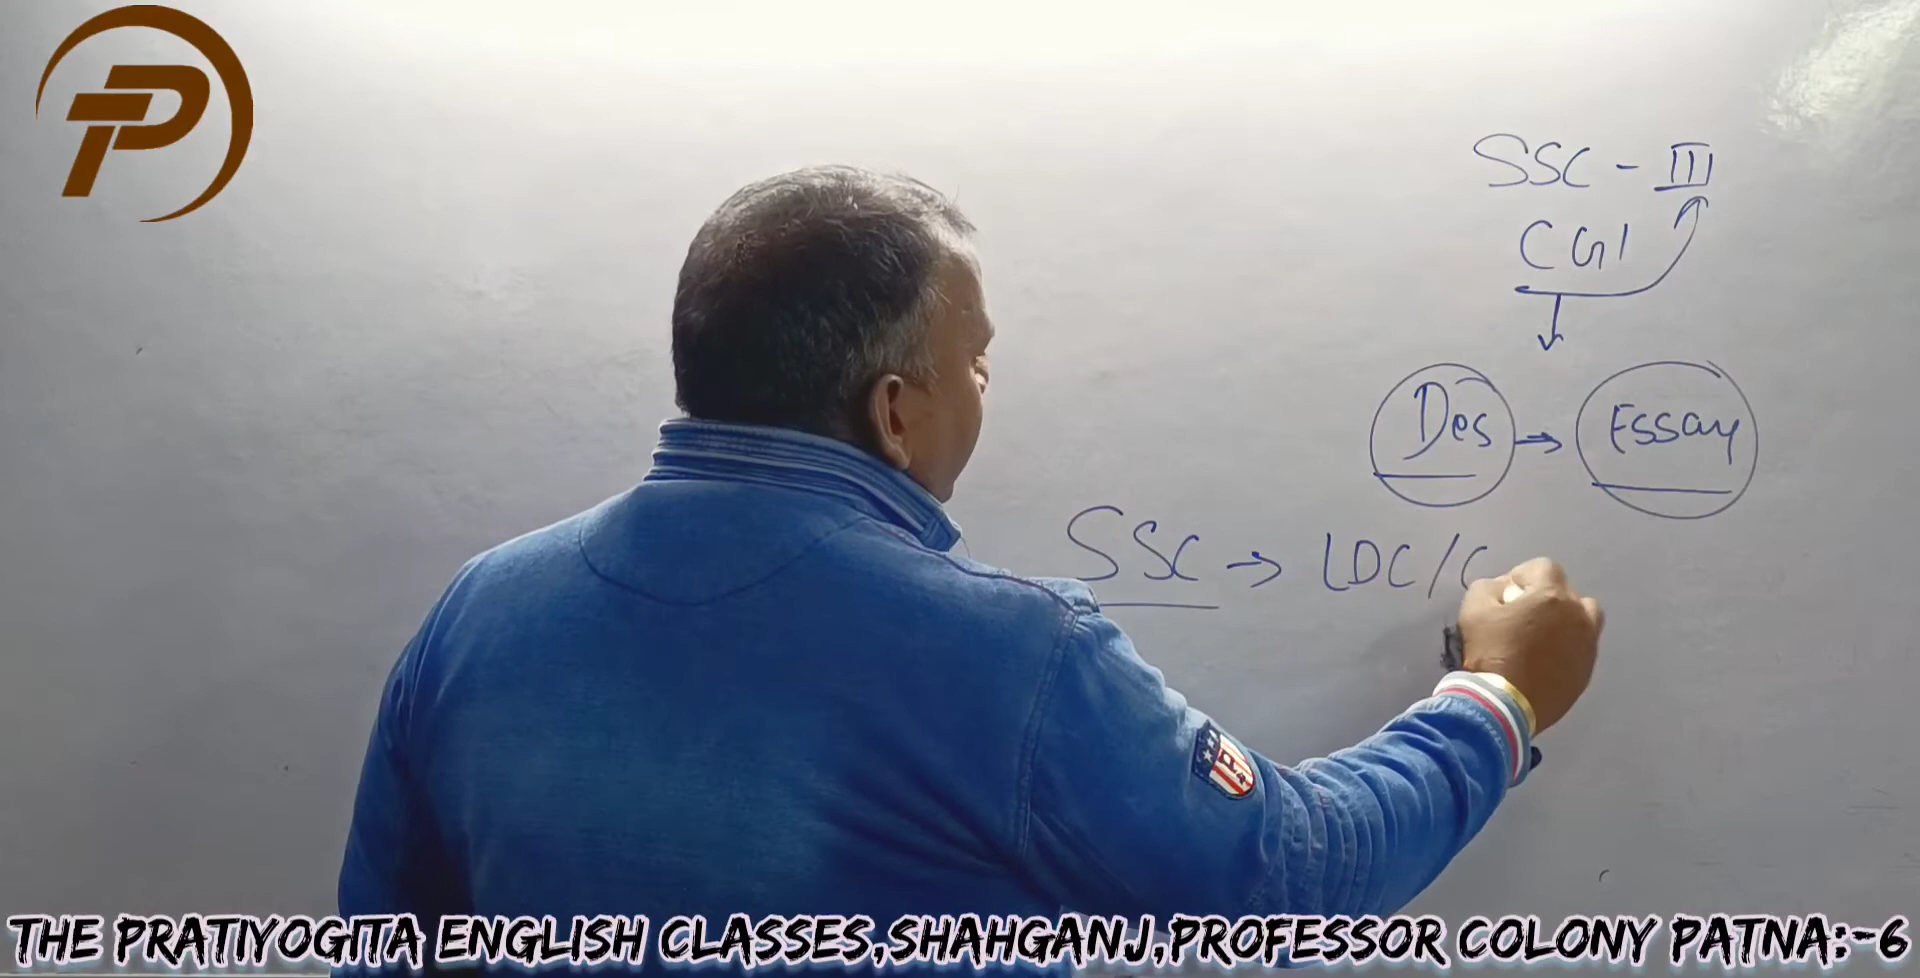 SSC - III
CGl
Des → Essay
SSC → LDC/C
THE PRATIYOGITA ENGLISH CLASSES,SHAHGANJ,PROFESSOR COLONY PATNA:-6